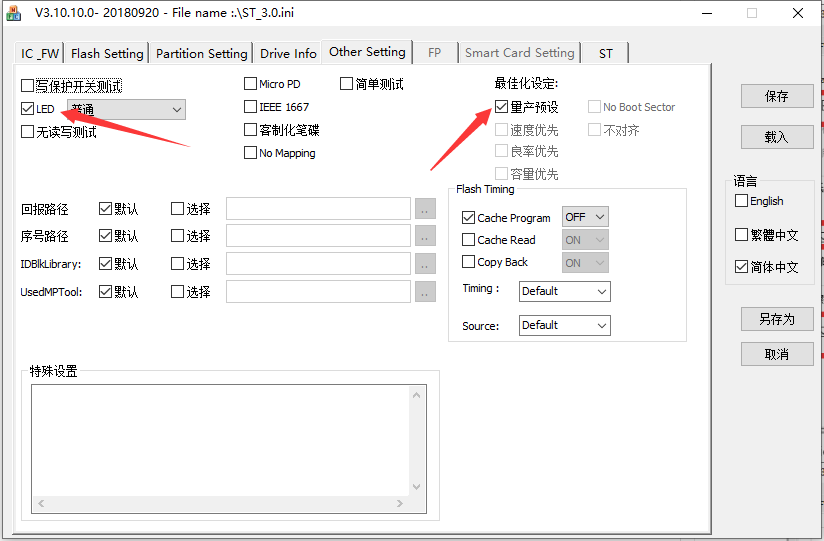 V3.10.10.0- 20180920 - File name :.\ST_3.0.ini
IC _FW Flash Setting Partition Setting Drive Info Other Setting FP Smart Card Setting ST
写保护开关测试 Micro PD 简单测试 最佳化设定:
LED 普通 IEEE 1667 量产预设 No Boot Sector
无读写测试 客制化笔碟 速度优先 不对齐
No Mapping 良率优先
容量优先
保存
载入
语言
English
繁體中文
简体中文
另存为
取消
回报路径 默认 选择 ..
序号路径 默认 选择 ..
IDBlkLibrary: 默认 选择 ..
UsedMPTool: 默认 选择 ..
Flash Timing
Cache Program OFF
Cache Read ON
Copy Back ON
Timing : Default
Source: Default
特殊设置